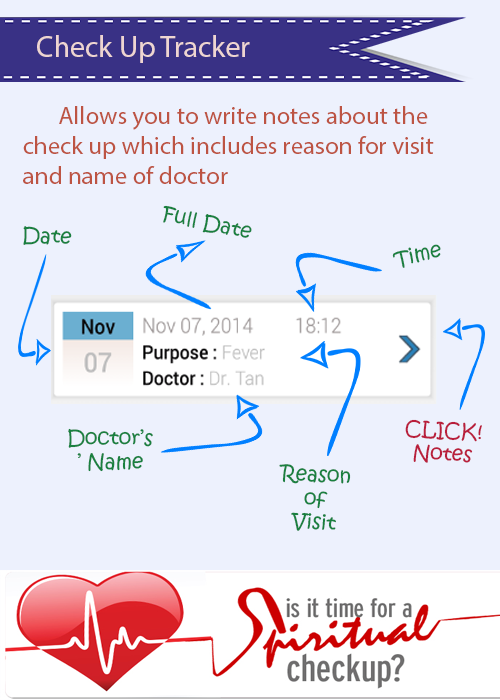 Check Up Tracker
Allows you to write notes about the
check up which includes reason for visit
and name of doctor
Full Date
Date
Time
Nov
07
Nov 07, 2014 18:12
Purpose : Fever
Doctor : Dr. Tan
Doctor's
' Name
CLICK!
Notes
Reason
of
Visit
is it time for a
Spiritual
checkup?